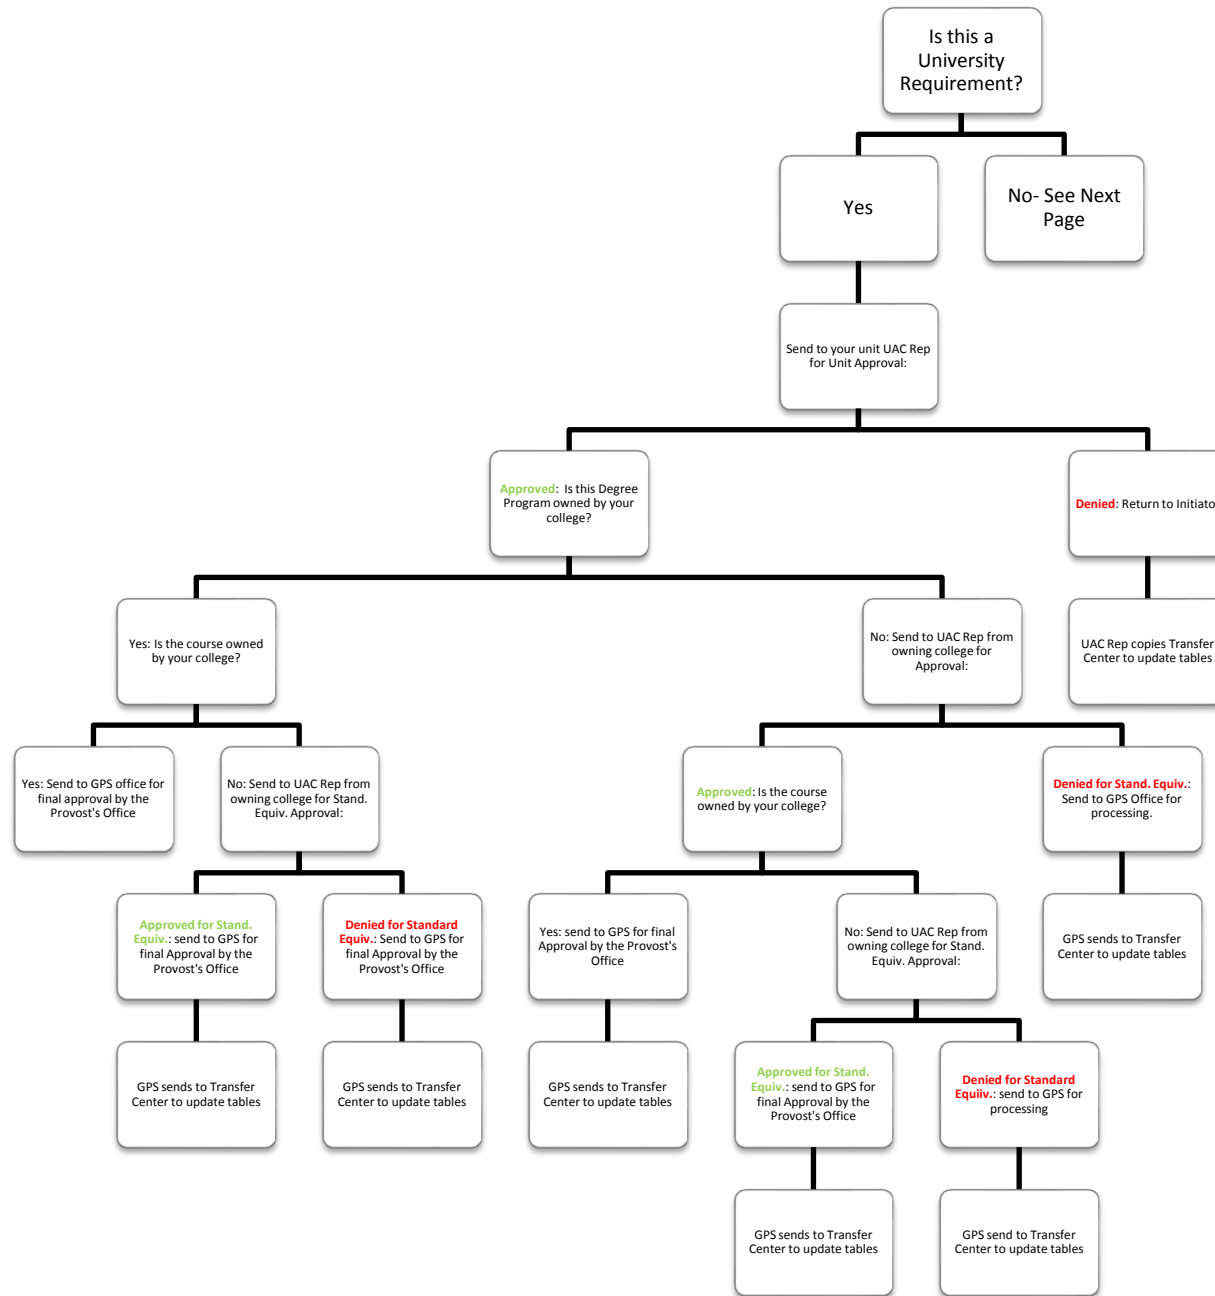 Is this a
University
Requirement?
Yes
No- See Next
Page
Send to your unit UAC Rep
for Unit Approval:
Approved:  Is this Degree
Program owned by your
college?
Denied: Return to Initiato
Yes: Is the course owned
by your college?
No: Send to UAC Rep from
owning college for
Approval:
UAC Rep copies Transfer
Center to update tables
Yes: Send to GPS office for
final approval by the
Provost's Office
No: Send to UAC Rep from
owning college for Stand.
Equiv. Approval:
Approved: Is the course
owned by your college?
Denied for Stand. Equiv.:
Send to GPS Office for
processing.
Approved for Stand.
Equiv.: send to GPS for
final Approval by the
Provost's Office
Denied for Standard
Equiv.: Send to GPS for
final Approval by the
Provost's Office
Yes: send to GPS for final
Approval by the Provost's
Office
No: Send to UAC Rep from
owning college for Stand.
Equiv. Approval:
GPS sends to Transfer
Center to update tables
GPS sends to Transfer
Center to update tables
GPS sends to Transfer
Center to update tables
GPS sends to Transfer
Center to update tables
Approved for Stand.
Equiv.: send to GPS for
final Approval by the
Provost's Office
Denied for Standard
Equiiv.: send to GPS for
processing
GPS sends to Transfer
Center to update tables
GPS send to Transfer
Center to update tables